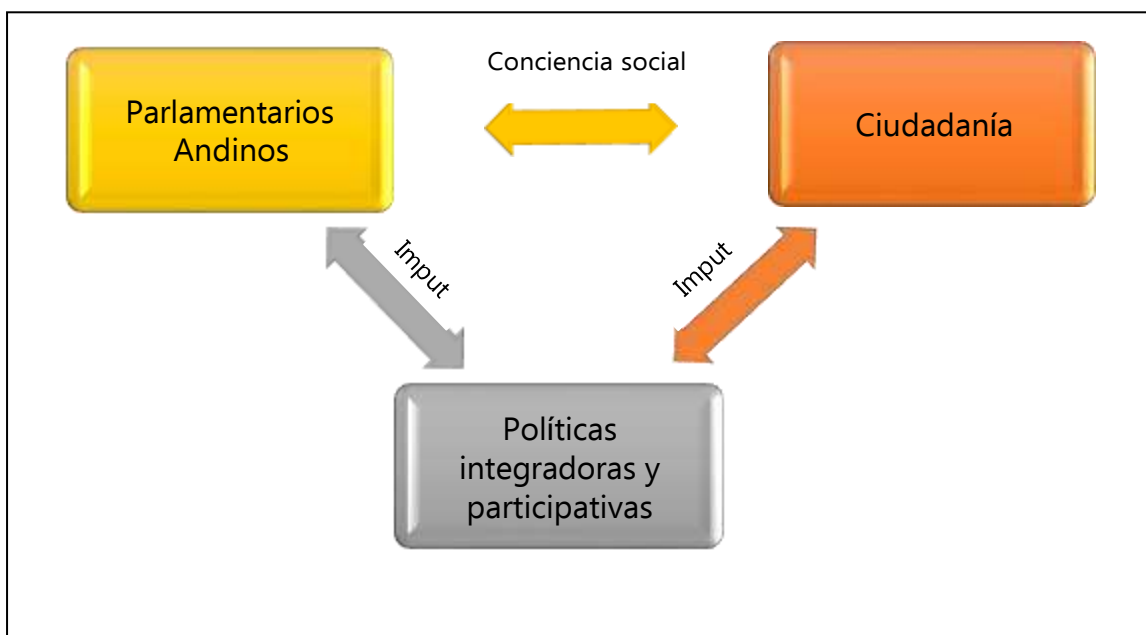 Conciencia social
Parlamentarios
Andinos
Ciudadanía
Imput
Imput
Políticas
integradoras y
participativas